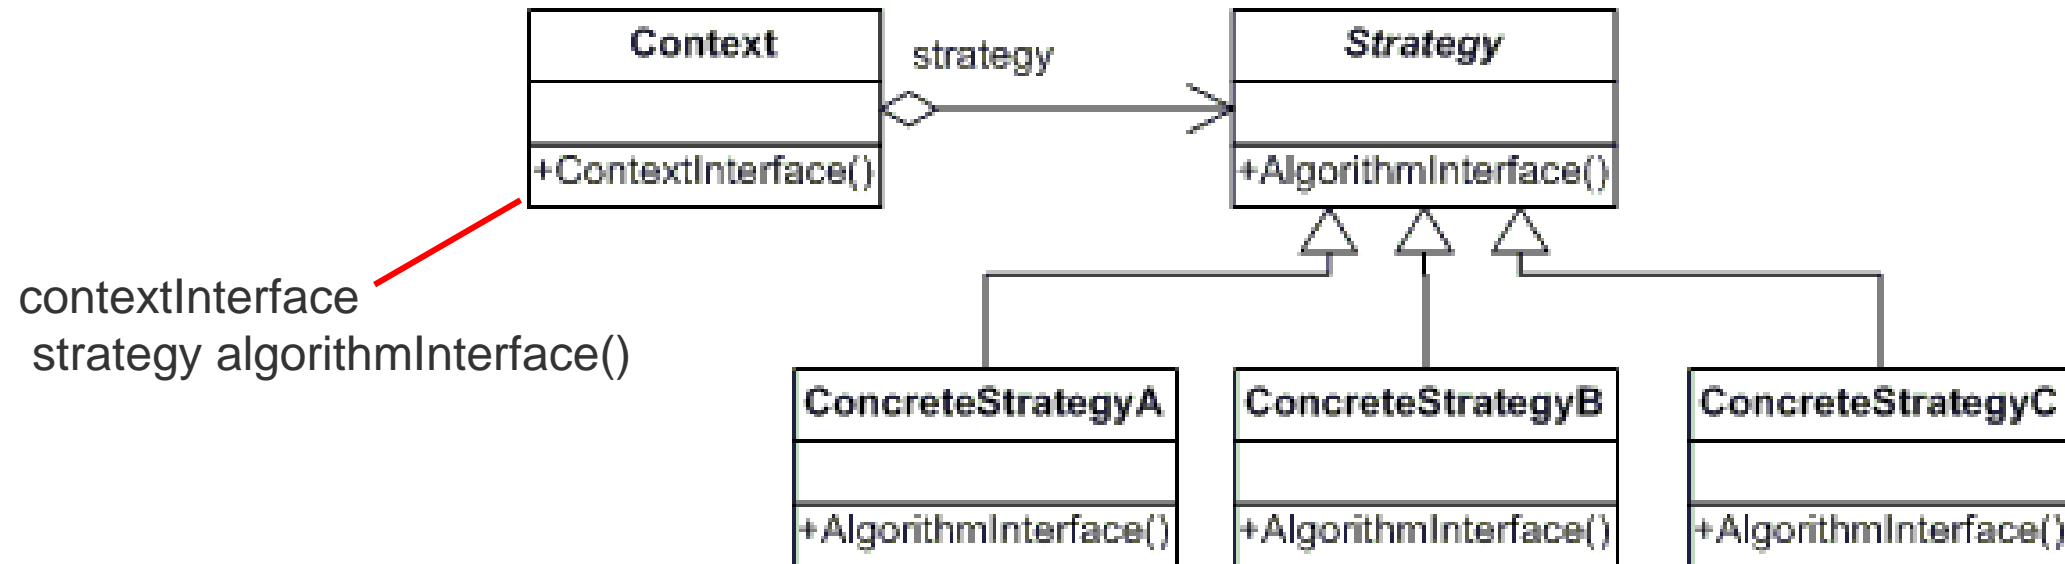 Context
strategy
Strategy
+ContextInterface()
+AlgorithmInterface()
contextInterface
strategy algorithmInterface()
ConcreteStrategyA
ConcreteStrategyB
ConcreteStrategyC
+AlgorithmInterface()
+AlgorithmInterface()
+AlgorithmInterface()